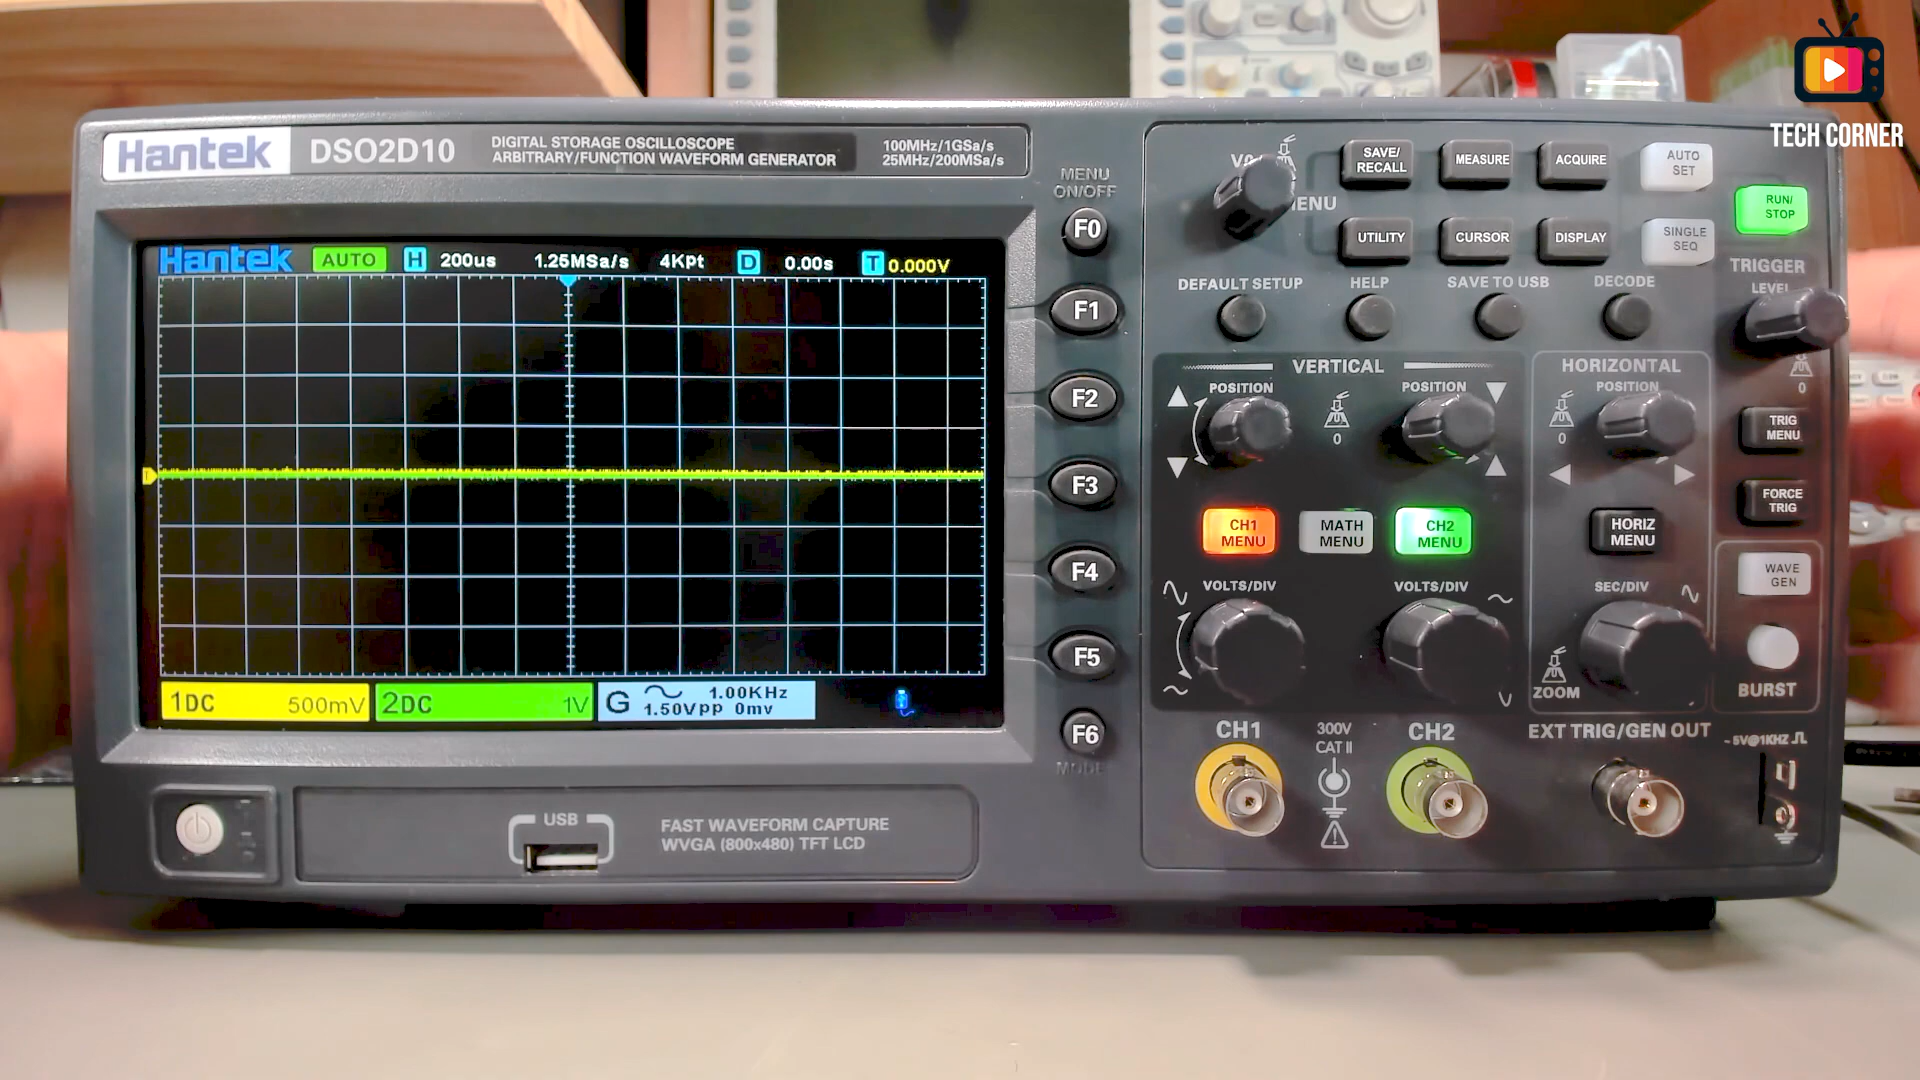 TECH CORNER
Hantek DSO2D10
DIGITAL STORAGE OSCILLOSCOPE
ARBITRARY/FUNCTION WAVEFORM GENERATOR
100MHz/1GSa/s
25MHz/200MSa/s
Hantek AUTO H 200us 1.25MSa/s 4Kpt D 0.00s T 0.000V
1DC 500mV
2DC 1V
G 1.00KHz
1.50Vpp 0mv
MENU
ON/OFF
F0
F1
F2
F3
F4
F5
F6
MODE
SAVE/
RECALL
MEASURE
ACQUIRE
AUTO
SET
RUN/
STOP
UTILITY
CURSOR
DISPLAY
SINGLE
SEQ
DEFAULT SETUP
HELP
SAVE TO USB
DECODE
TRIGGER
LEVEL
0
TRIG
MENU
FORCE
TRIG
VERTICAL
POSITION
0
POSITION
CH1
MENU
MATH
MENU
CH2
MENU
VOLTS/DIV
VOLTS/DIV
HORIZONTAL
POSITION
0
HORIZ
MENU
SEC/DIV
ZOOM
WAVE
GEN
BURST
CH1
300V
CAT II
CH2
EXT TRIG/GEN OUT
~5V@1KHZ
USB
FAST WAVEFORM CAPTURE
WVGA (800x480) TFT LCD